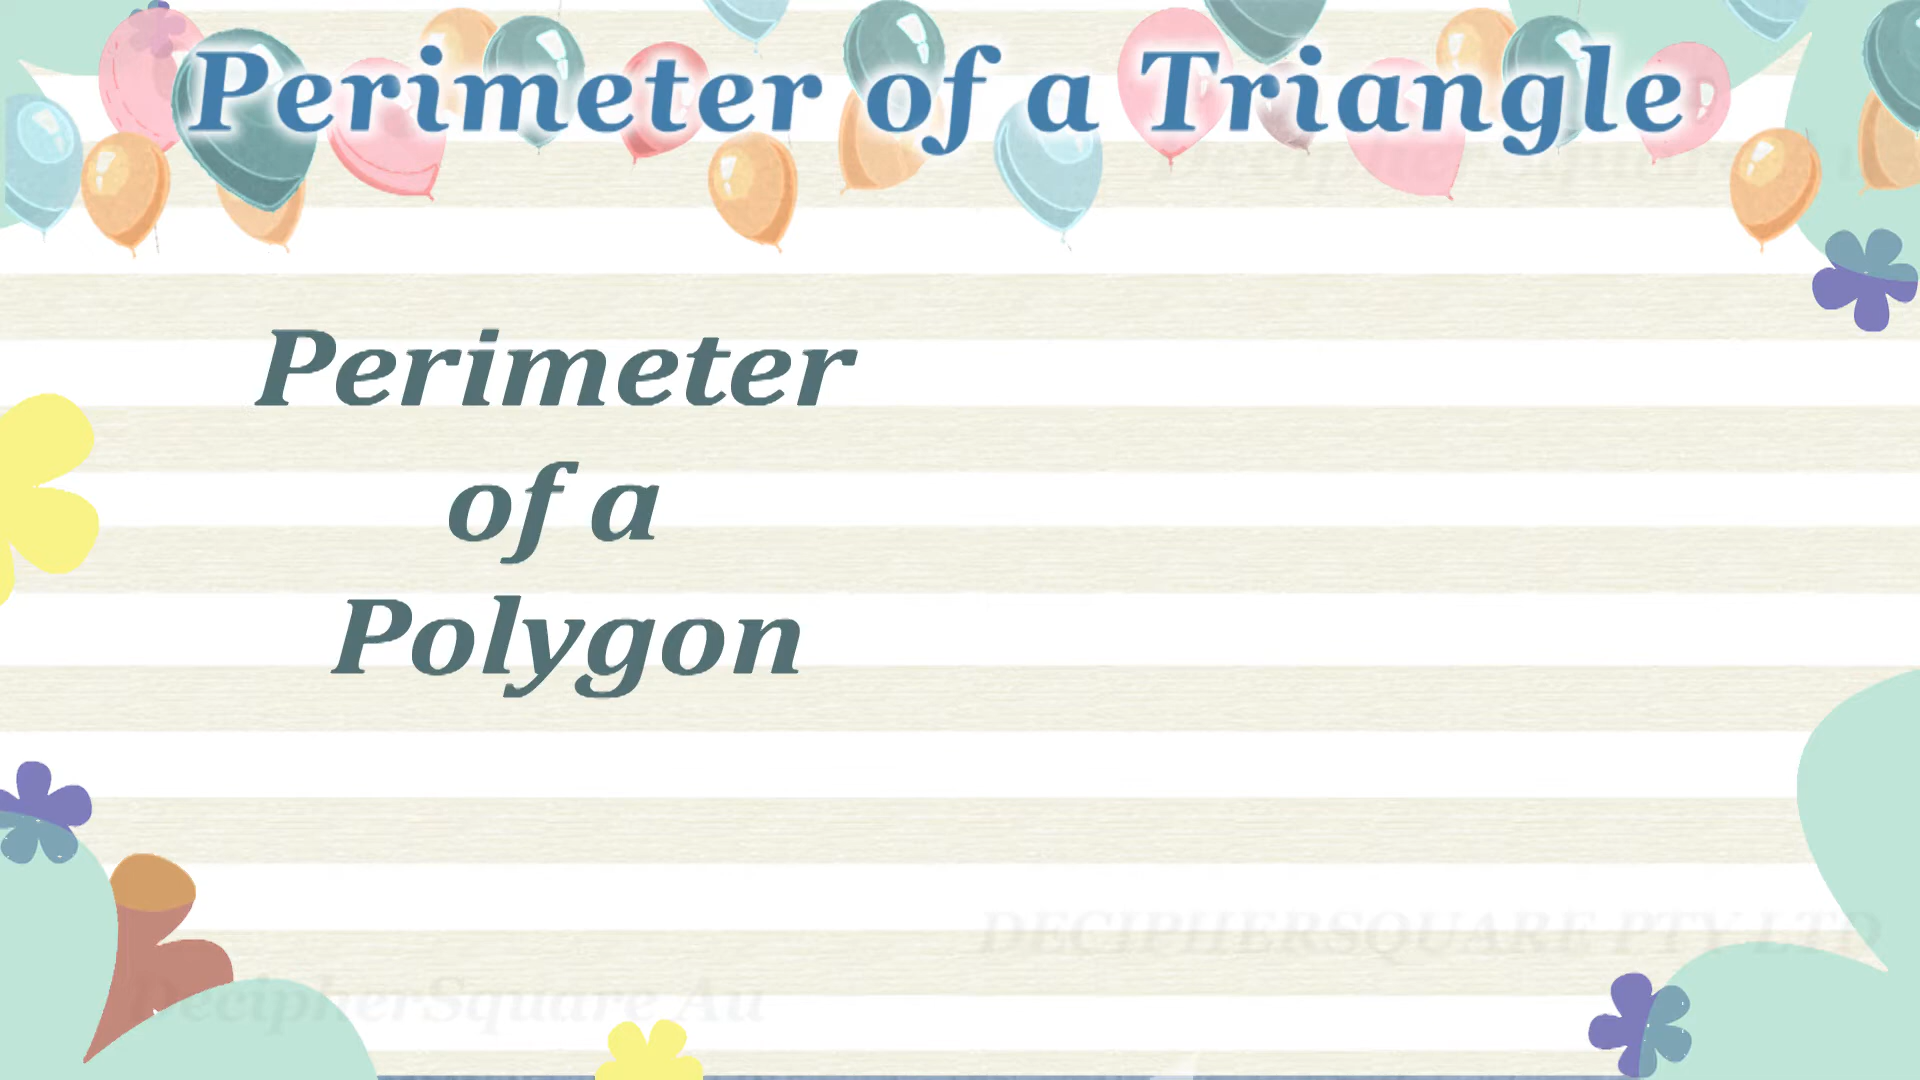 Perimeter of a Triangle
Perimeter
of a
Polygon
DECIPHERSQUARE PTY LTD
DecipherSquare Au